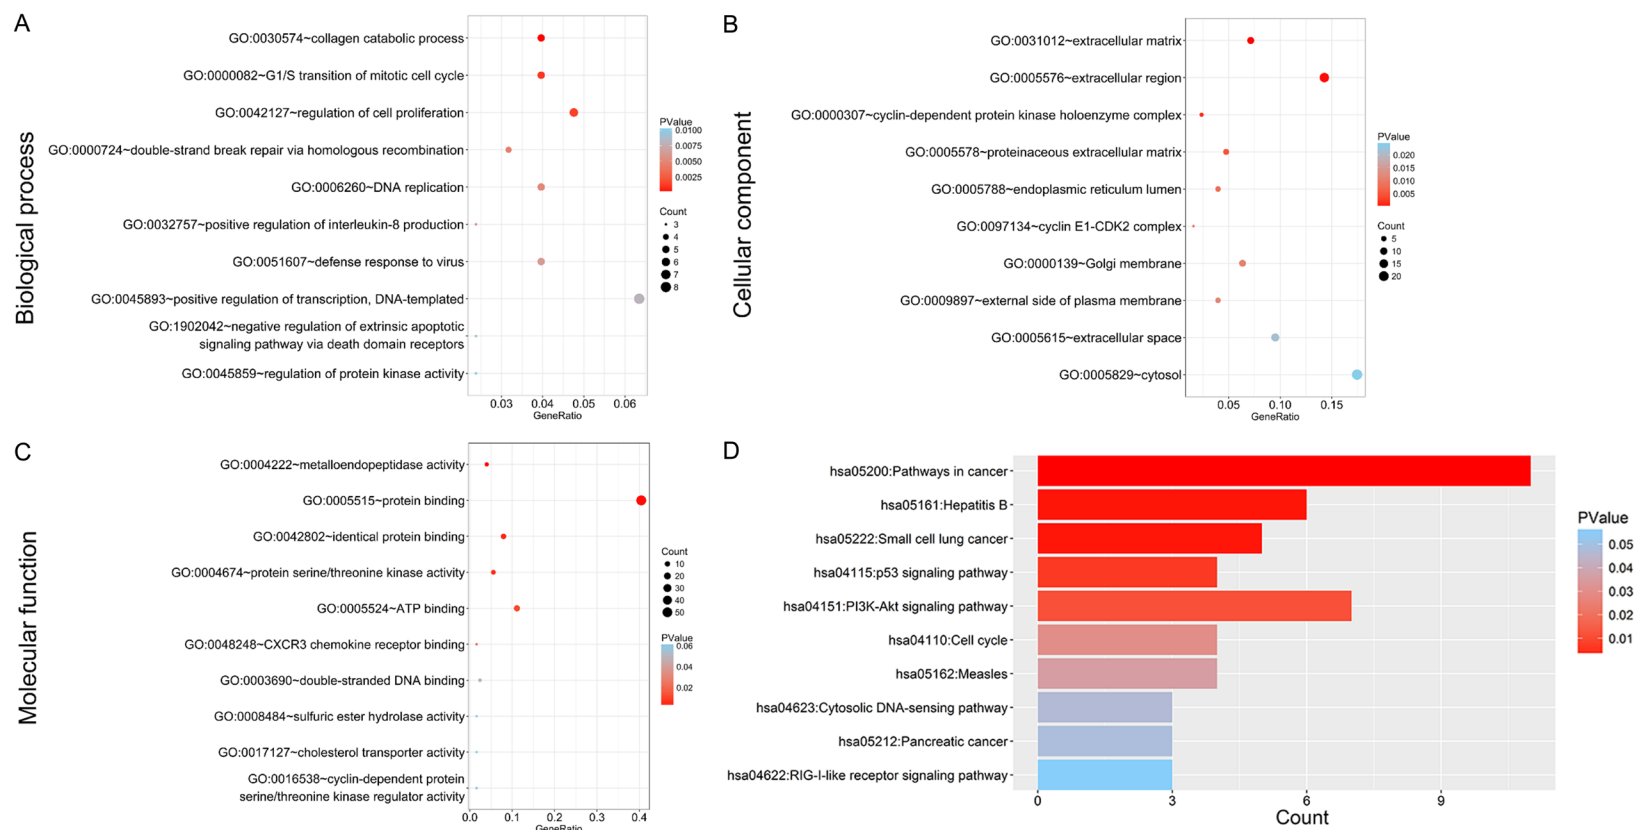 A
Biological process
GO:0030574~collagen catabolic process
GO:0000082~G1/S transition of mitotic cell cycle
GO:0042127~regulation of cell proliferation
GO:0000724~double-strand break repair via homologous recombination
GO:0006260~DNA replication
GO:0032757~positive regulation of interleukin-8 production
GO:0051607~defense response to virus
GO:0045893~positive regulation of transcription, DNA-templated
GO:1902042~negative regulation of extrinsic apoptotic
signaling pathway via death domain receptors
GO:0045859~regulation of protein kinase activity
0.03 0.04 0.05 0.06
GeneRatio
PValue
0.0100
0.0075
0.0050
0.0025
Count
3
4
5
6
7
8
B
Cellular component
GO:0031012~extracellular matrix
GO:0005576~extracellular region
GO:0000307~cyclin-dependent protein kinase holoenzyme complex
GO:0005578~proteinaceous extracellular matrix
GO:0005788~endoplasmic reticulum lumen
GO:0097134~cyclin E1-CDK2 complex
GO:0000139~Golgi membrane
GO:0009897~external side of plasma membrane
GO:0005615~extracellular space
GO:0005829~cytosol
0.05 0.10 0.15
GeneRatio
PValue
0.020
0.015
0.010
0.005
Count
5
10
15
20
C
Molecular function
GO:0004222~metalloendopeptidase activity
GO:0005515~protein binding
GO:0042802~identical protein binding
GO:0004674~protein serine/threonine kinase activity
GO:0005524~ATP binding
GO:0048248~CXCR3 chemokine receptor binding
GO:0003690~double-stranded DNA binding
GO:0008484~sulfuric ester hydrolase activity
GO:0017127~cholesterol transporter activity
GO:0016538~cyclin-dependent protein
serine/threonine kinase regulator activity
0.0 0.1 0.2 0.3 0.4
GeneRatio
Count
10
20
30
40
50
PValue
0.06
0.04
0.02
D
hsa05200:Pathways in cancer
hsa05161:Hepatitis B
hsa05222:Small cell lung cancer
hsa04115:p53 signaling pathway
hsa04151:PI3K-Akt signaling pathway
hsa04110:Cell cycle
hsa05162:Measles
hsa04623:Cytosolic DNA-sensing pathway
hsa05212:Pancreatic cancer
hsa04622:RIG-I-like receptor signaling pathway
0 3 6 9
Count
PValue
0.05
0.04
0.03
0.02
0.01